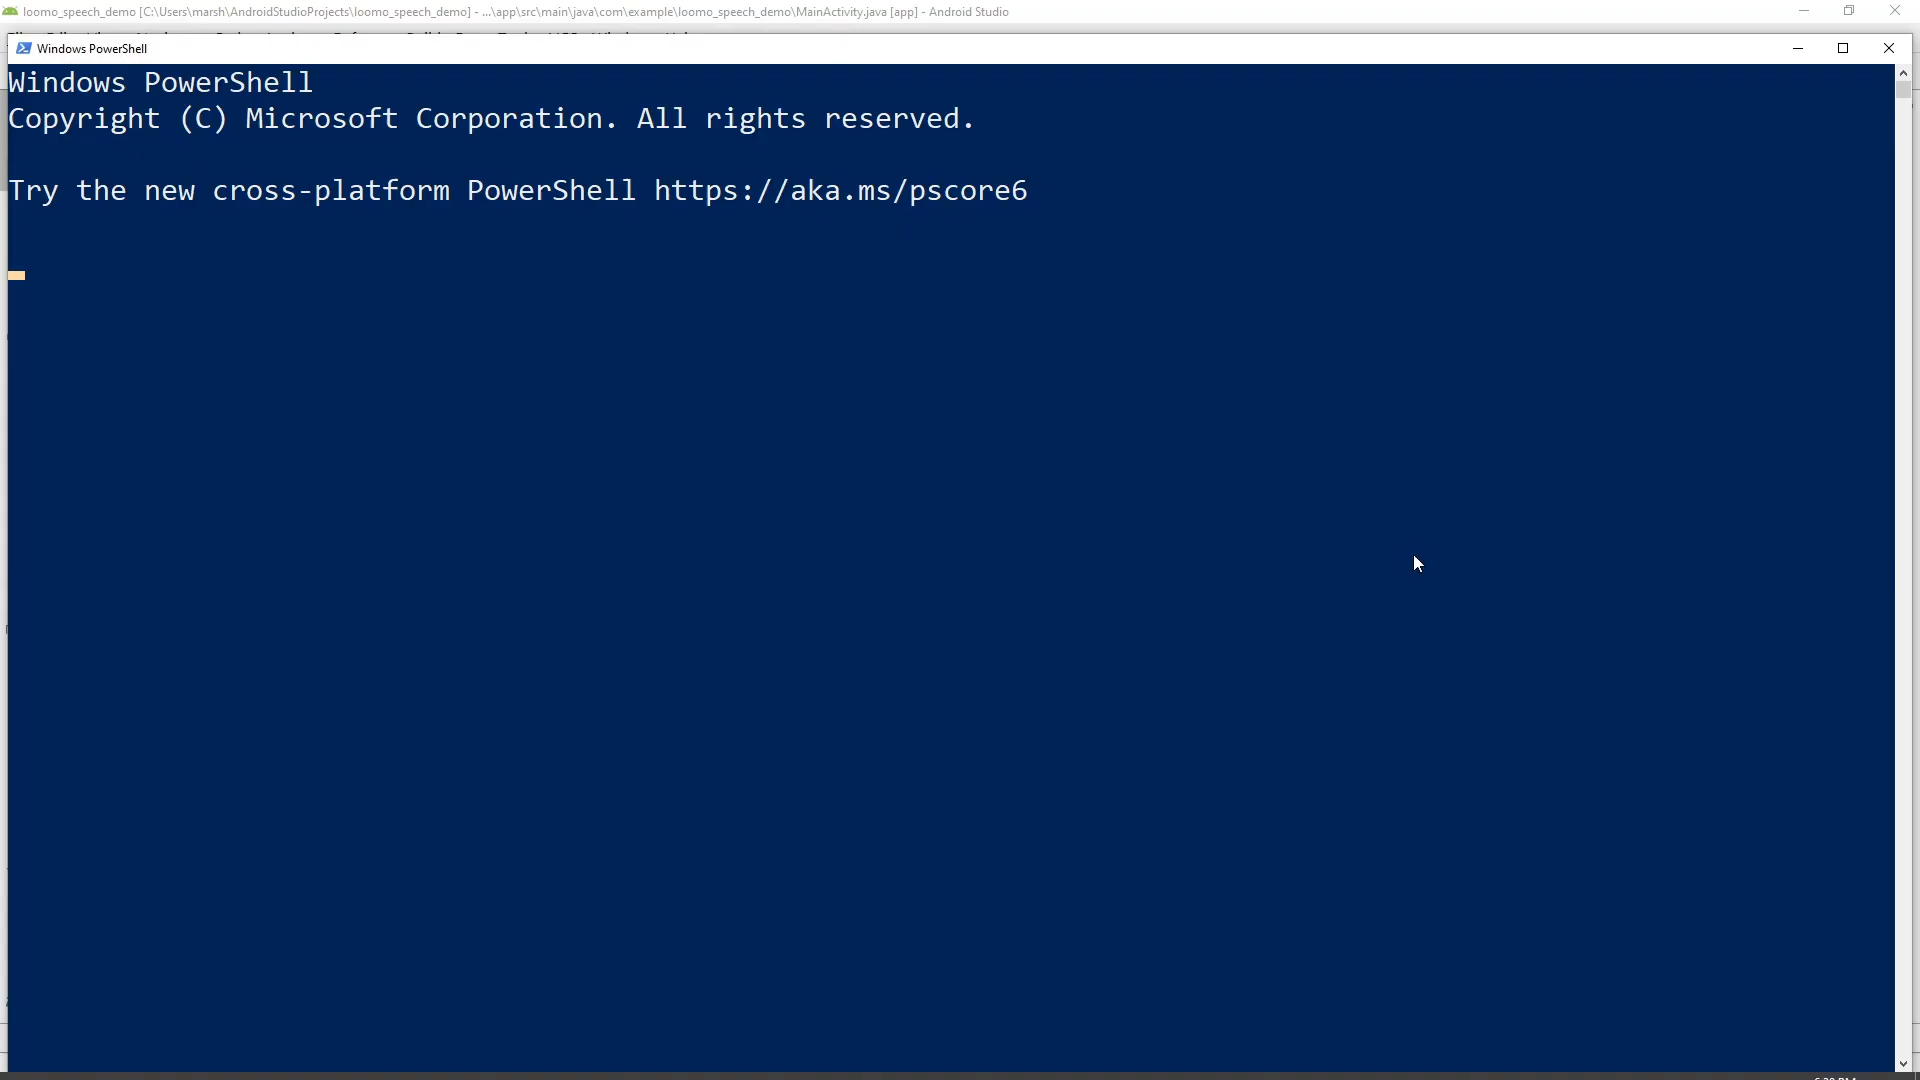 loomo_speech_demo [C:\Users\marsh\AndroidStudioProjects\loomo_speech_demo] - ...\app\src\main\java\com\example\loomo_speech_demo\MainActivity.java [app] - Android Studio
Windows PowerShell
Windows PowerShell
Copyright (C) Microsoft Corporation. All rights reserved.
Try the new cross-platform PowerShell https://aka.ms/pscore6